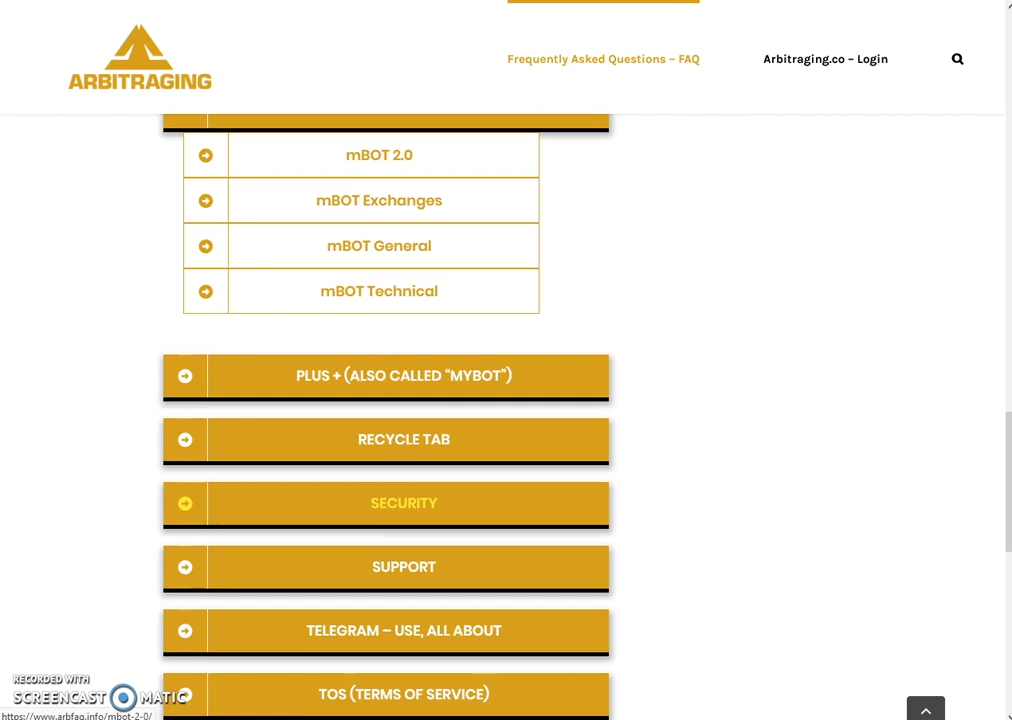 ARBITRAGING
Frequently Asked Questions – FAQ
Arbitraging.co – Login
mBOT 2.0
mBOT Exchanges
mBOT General
mBOT Technical
PLUS + (ALSO CALLED "MYBOT")
RECYCLE TAB
SECURITY
SUPPORT
TELEGRAM – USE, ALL ABOUT
TOS (TERMS OF SERVICE)
RECORDED WITH
SCREENCAST MATIC
https://www.arbfaq.info/mbot-2-0/